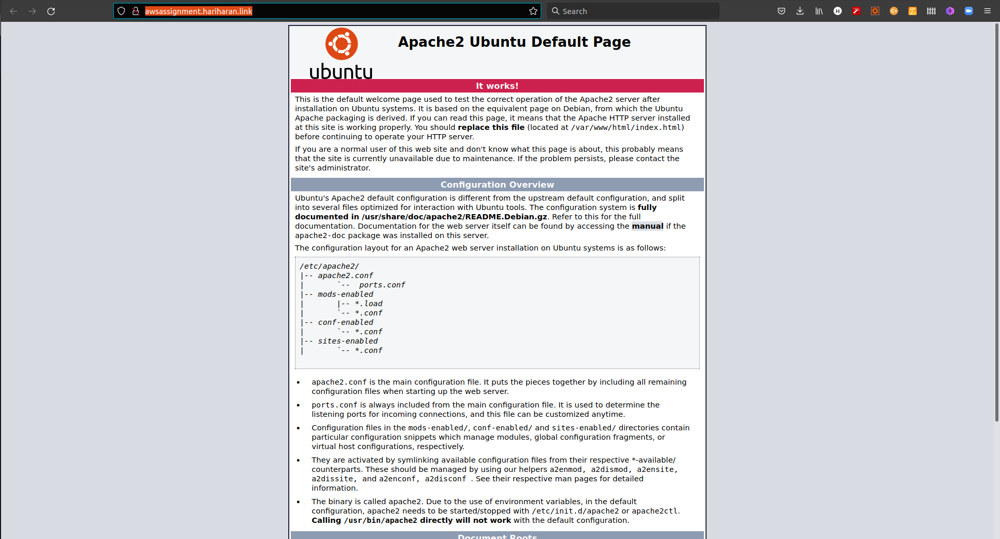 awsassignment.hariharan.link
Search
ubuntu
Apache2 Ubuntu Default Page
It works!
This is the default welcome page used to test the correct operation of the Apache2 server after
installation on Ubuntu systems. It is based on the equivalent page on Debian, from which the Ubuntu
Apache packaging is derived. If you can read this page, it means that the Apache HTTP server installed
at this site is working properly. You should replace this file (located at /var/www/html/index.html)
before continuing to operate your HTTP server.
If you are a normal user of this web site and don't know what this page is about, this probably means
that the site is currently unavailable due to maintenance. If the problem persists, please contact the
site's administrator.
Configuration Overview
Ubuntu's Apache2 default configuration is different from the upstream default configuration, and split
into several files optimized for interaction with Ubuntu tools. The configuration system is fully
documented in /usr/share/doc/apache2/README.Debian.gz. Refer to this for the full
documentation. Documentation for the web server itself can be found by accessing the manual if the
apache2-doc package was installed on this server.
The configuration layout for an Apache2 web server installation on Ubuntu systems is as follows:
/etc/apache2/
|-- apache2.conf
|       `--  ports.conf
|-- mods-enabled
|       |-- *.load
|       `-- *.conf
|-- conf-enabled
|       `-- *.conf
|-- sites-enabled
|       `-- *.conf
• apache2.conf is the main configuration file. It puts the pieces together by including all remaining
configuration files when starting up the web server.
• ports.conf is always included from the main configuration file. It is used to determine the
listening ports for incoming connections, and this file can be customized anytime.
• Configuration files in the mods-enabled/, conf-enabled/ and sites-enabled/ directories contain
particular configuration snippets which manage modules, global configuration fragments, or
virtual host configurations, respectively.
• They are activated by symlinking available configuration files from their respective *-available/
counterparts. These should be managed by using our helpers a2enmod, a2dismod, a2ensite,
a2dissite, and a2enconf, a2disconf . See their respective man pages for detailed
information.
• The binary is called apache2. Due to the use of environment variables, in the default
configuration, apache2 needs to be started/stopped with /etc/init.d/apache2 or apache2ctl.
Calling /usr/bin/apache2 directly will not work with the default configuration.
Document Roots